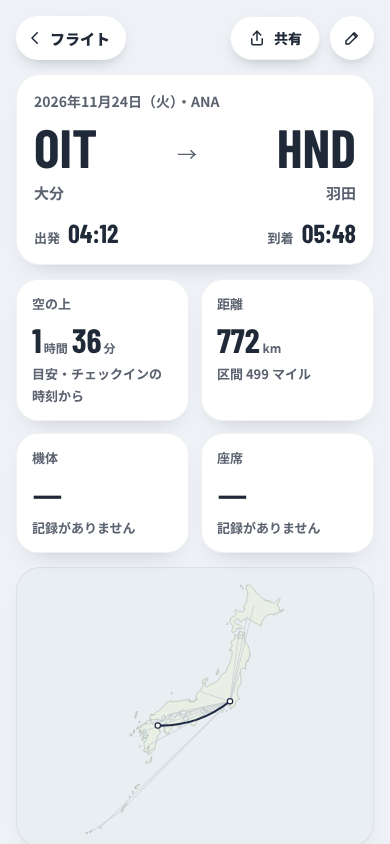 フライト
共有
2026年11月24日（火）・ANA
OIT → HND
大分 羽田
出発 04:12 到着 05:48
空の上
1時間 36分
目安・チェックインの
時刻から
距離
772 km
区間 499 マイル
機体
—
記録がありません
座席
—
記録がありません